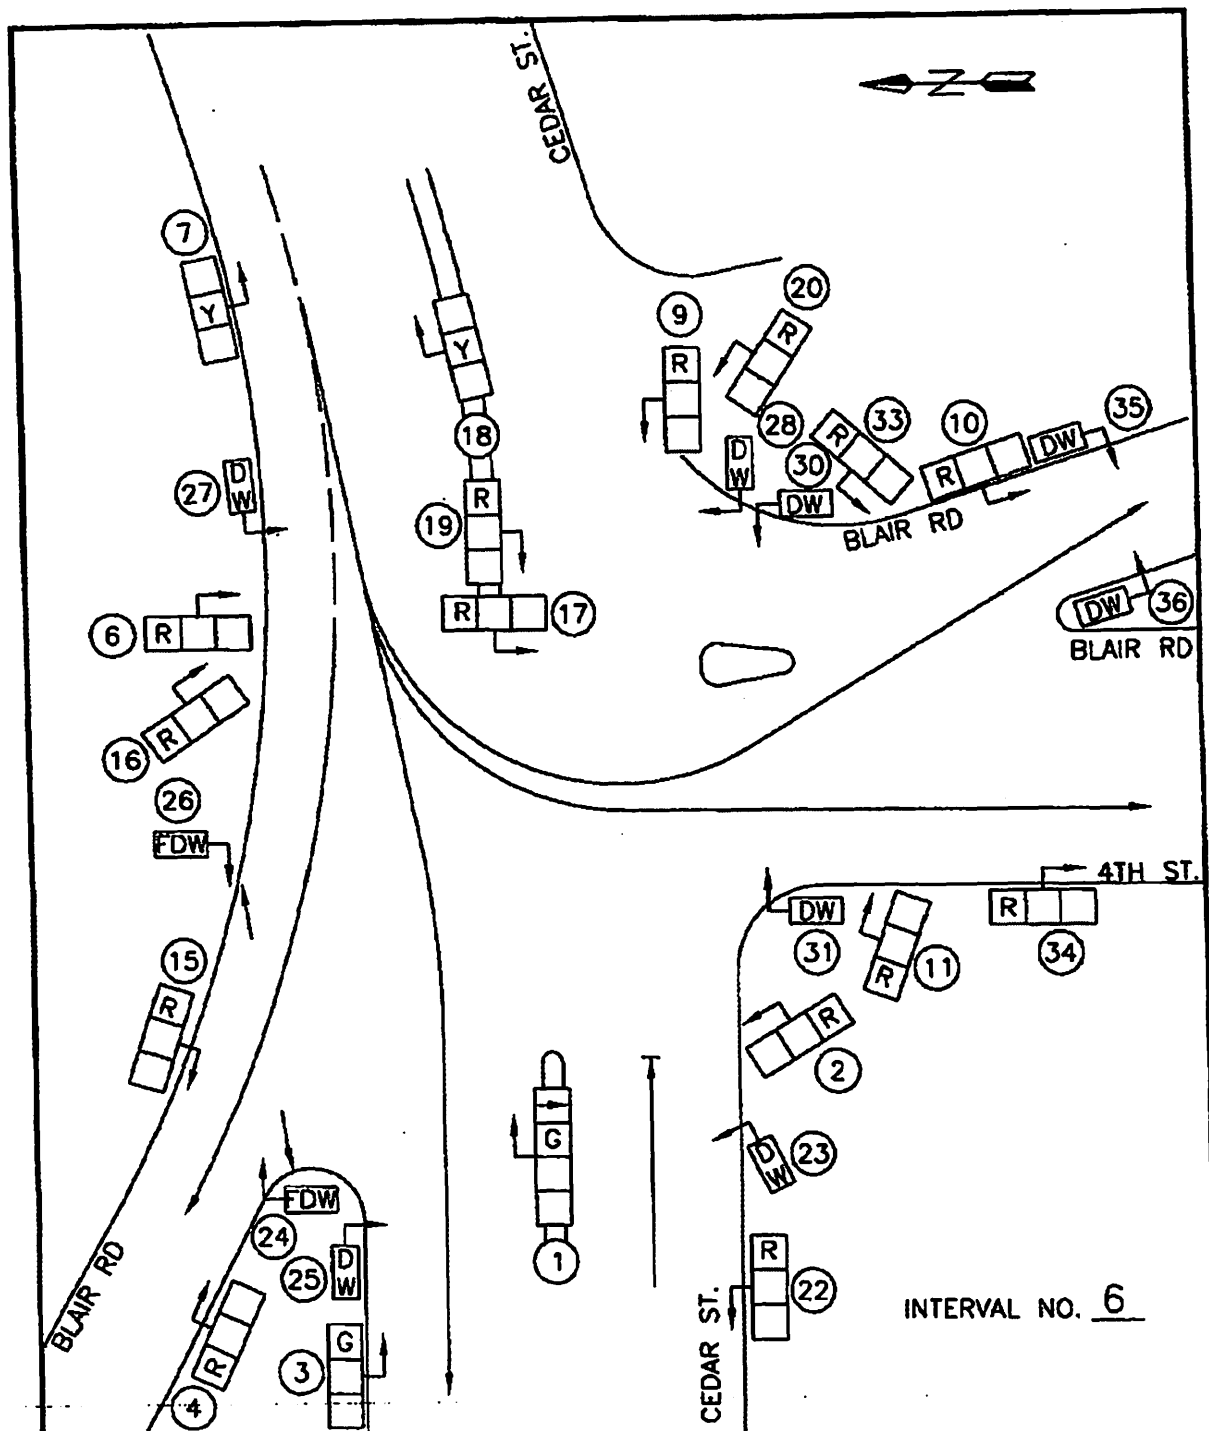 CEDAR ST.
N
7
Y
9
20
R
R
Y
28
33
10
35
18
D
W
30
R
R
DW
DW
BLAIR RD
27
D
W
19
R
6
R
R
17
DW
36
BLAIR RD
16
R
26
FDW
4TH ST.
DW
R
31
11
R
34
15
R
R
2
G
D
W
23
FDW
24
25
D
W
1
R
22
BLAIR RD
CEDAR ST.
INTERVAL NO. 6
R
4
3
G